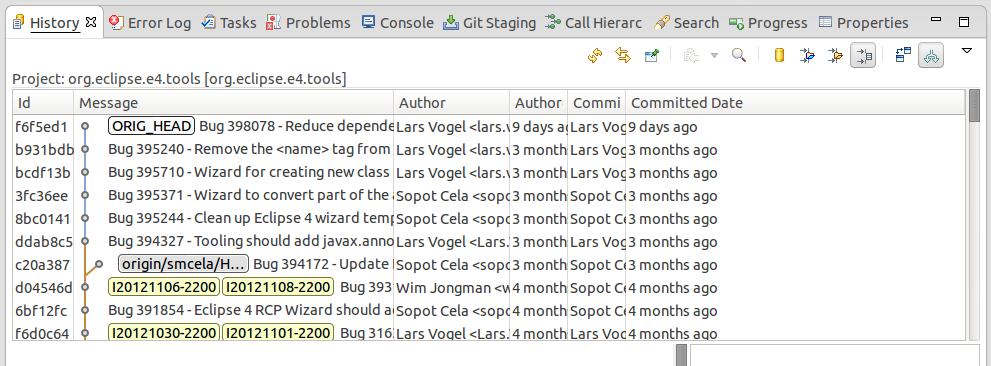 History Error Log Tasks Problems Console Git Staging Call Hierarc Search Progress Properties
Project: org.eclipse.e4.tools [org.eclipse.e4.tools]
Id Message Author Author Commi Committed Date
f6f5ed1 ORIG_HEAD Bug 398078 - Reduce depende Lars Vogel <lars.v 9 days ag Lars Vog 9 days ago
b931bdb Bug 395240 - Remove the <name> tag from Lars Vogel <Lars.v 3 month Lars Vog 3 months ago
bcdf13b Bug 395710 - Wizard for creating new class Lars Vogel <Lars.v 3 month Lars Vog 3 months ago
3fc36ee Bug 395371 - Wizard to convert part of the Sopot Cela <sopo 3 month Sopot Ce 3 months ago
8bc0141 Bug 395244 - Clean up Eclipse 4 wizard temp Sopot Cela <sopo 3 month Sopot Ce 3 months ago
ddab8c5 Bug 394327 - Tooling should add javax.anno Lars Vogel <Lars.v 3 month Lars Vog 3 months ago
c20a387 origin/smcela/H... Bug 394172 - Update Sopot Cela <sopo 3 month Sopot Ce 3 months ago
d04546d I20121106-2200 I20121108-2200 Bug 393 Wim Jongman <w 4 month Sopot Ce 4 months ago
6bf12fc Bug 391854 - Eclipse 4 RCP Wizard should ac Sopot Cela <sopo 4 month Sopot Ce 4 months ago
f6d0c64 I20121030-2200 I20121101-2200 Bug 316 Lars Vogel <Lars. 4 month Lars Vog 4 months ago